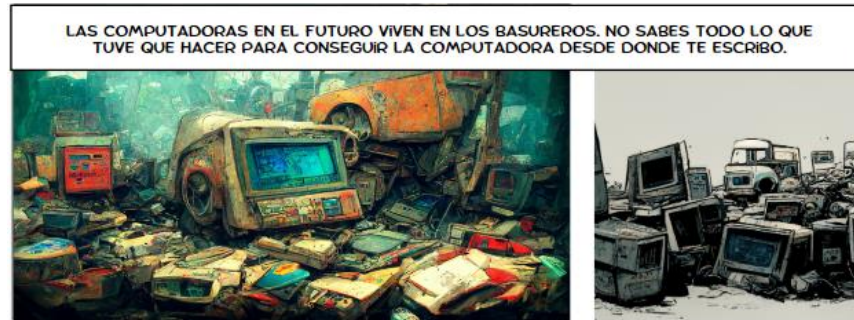 LAS COMPUTADORAS EN EL FUTURO ViVEN EN LOS BASUREROS. NO SABES TODO LO QUE
TUVE QUE HACER PARA CONSEGUiR LA COMPUTADORA DESDE DONDE TE ESCRiBO.